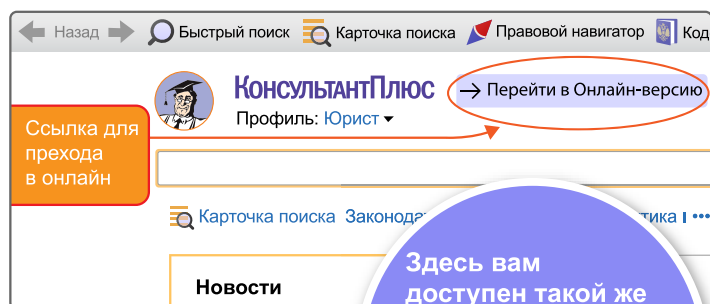 Назад Быстрый поиск Карточка поиска Правовой навигатор Код
КонсультантПлюс → Перейти в Онлайн-версию
Профиль: Юрист
Ссылка для
прехода
в онлайн
Карточка поиска Законода
Новости
Здесь вам
доступен такой же